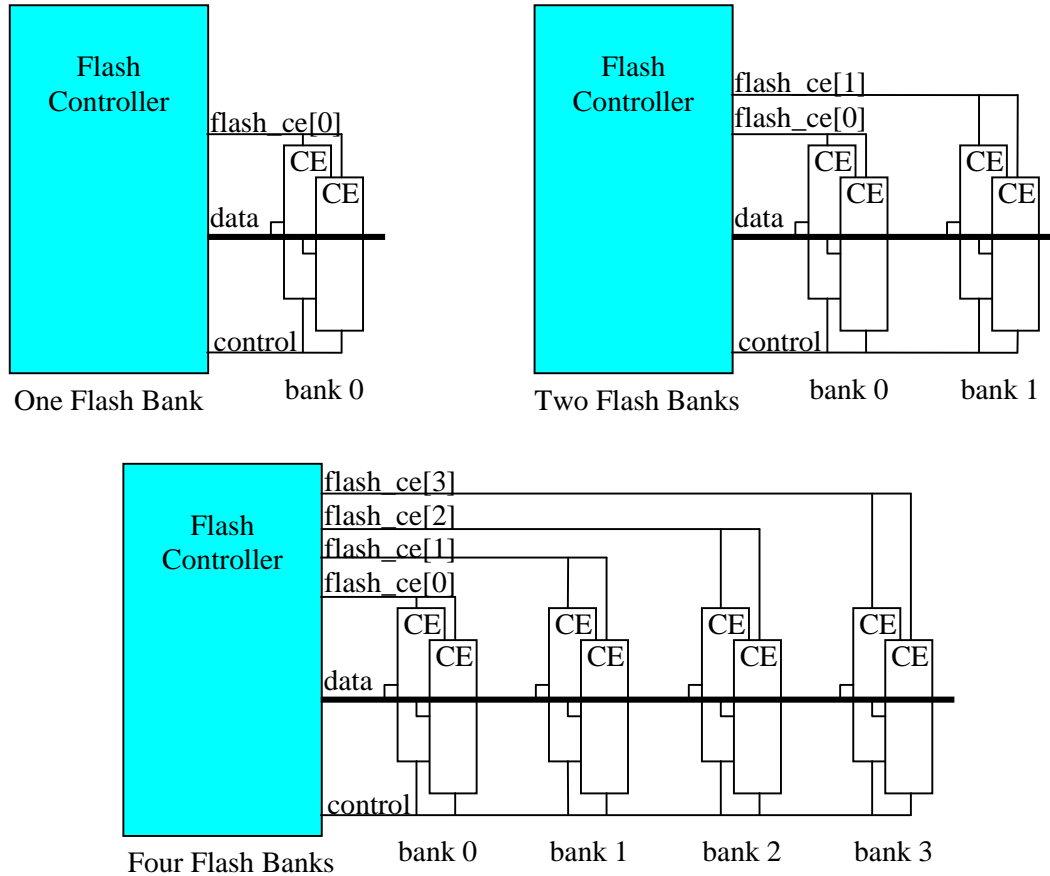 Flash
Controller
flash_ce[0]
CE
CE
data
control
One Flash Bank
bank 0
Flash
Controller
flash_ce[1]
flash_ce[0]
CE
CE
CE
CE
data
control
Two Flash Banks
bank 0
bank 1
Flash
Controller
flash_ce[3]
flash_ce[2]
flash_ce[1]
flash_ce[0]
CE
CE
CE
CE
CE
CE
CE
CE
data
control
Four Flash Banks
bank 0
bank 1
bank 2
bank 3